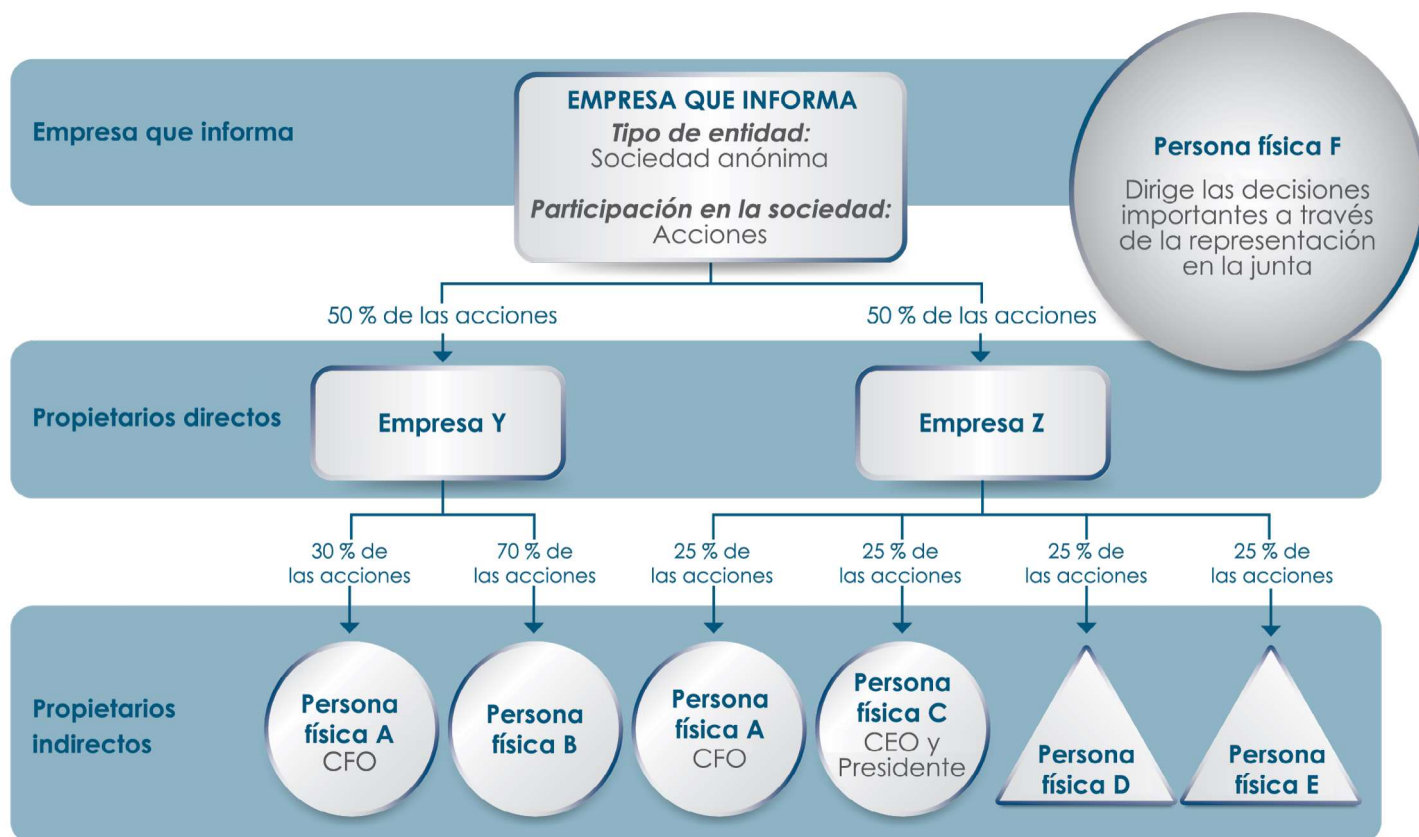 Empresa que informa
EMPRESA QUE INFORMA
Tipo de entidad:
Sociedad anónima
Participación en la sociedad:
Acciones
Persona física F
Dirige las decisiones
importantes a través
de la representación
en la junta
50 % de las acciones
50 % de las acciones
Propietarios directos
Empresa Y
Empresa Z
30 % de
las acciones
70 % de
las acciones
25 % de
las acciones
25 % de
las acciones
25 % de
las acciones
25 % de
las acciones
Propietarios
indirectos
Persona
física A
CFO
Persona
física B
Persona
física A
CFO
Persona
física C
CEO y
Presidente
Persona
física D
Persona
física E